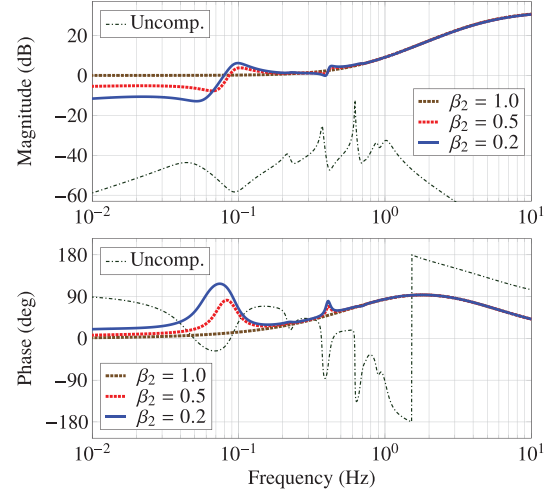 20
0
−20
−40
−60
Magnitude (dB)
Uncomp.
β₂ = 1.0
β₂ = 0.5
β₂ = 0.2
10⁻² 10⁻¹ 10⁰ 10¹
180
90
0
−90
−180
Phase (deg)
Uncomp.
β₂ = 1.0
β₂ = 0.5
β₂ = 0.2
10⁻² 10⁻¹ 10⁰ 10¹
Frequency (Hz)